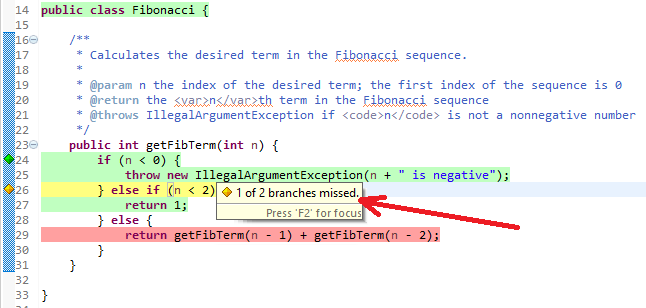 14 public class Fibonacci {
15
16 /**
17 * Calculates the desired term in the Fibonacci sequence.
18 *
19 * @param n the index of the desired term; the first index of the sequence is 0
20 * @return the <var>n</var>th term in the Fibonacci sequence
21 * @throws IllegalArgumentException if <code>n</code> is not a nonnegative number
22 */
23 public int getFibTerm(int n) {
24 if (n < 0) {
25 throw new IllegalArgumentException(n + " is negative");
26 } else if (n < 2) 1 of 2 branches missed.
27 return 1;
Press 'F2' for focus
28 } else {
29 return getFibTerm(n - 1) + getFibTerm(n - 2);
30 }
31 }
32
33 }